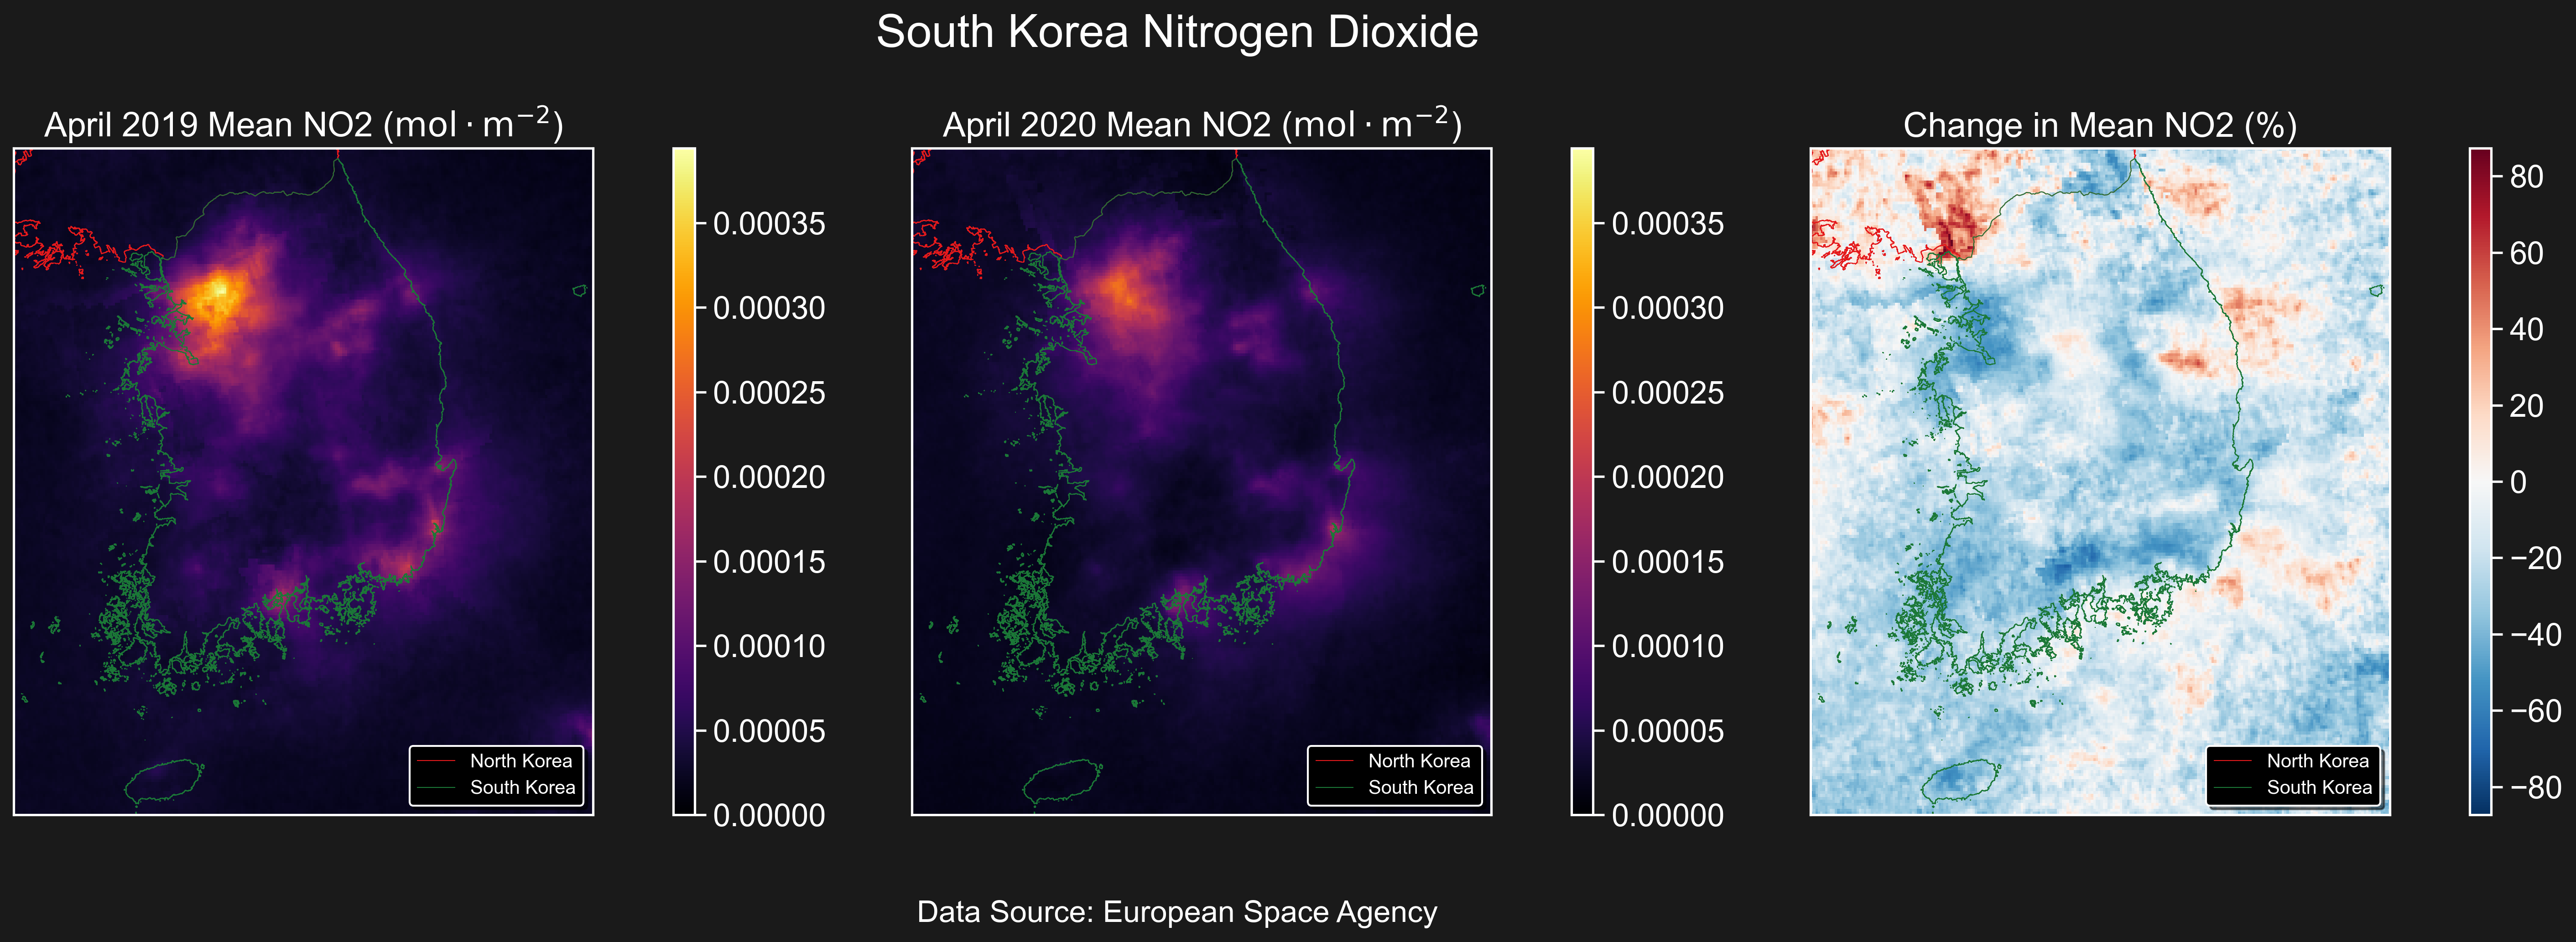 South Korea Nitrogen Dioxide
April 2019 Mean NO2 (mol · m⁻²)
0.00035
0.00030
0.00025
0.00020
0.00015
0.00010
0.00005
0.00000
North Korea
South Korea
April 2020 Mean NO2 (mol · m⁻²)
0.00035
0.00030
0.00025
0.00020
0.00015
0.00010
0.00005
0.00000
North Korea
South Korea
Change in Mean NO2 (%)
80
60
40
20
0
−20
−40
−60
−80
North Korea
South Korea
Data Source: European Space Agency